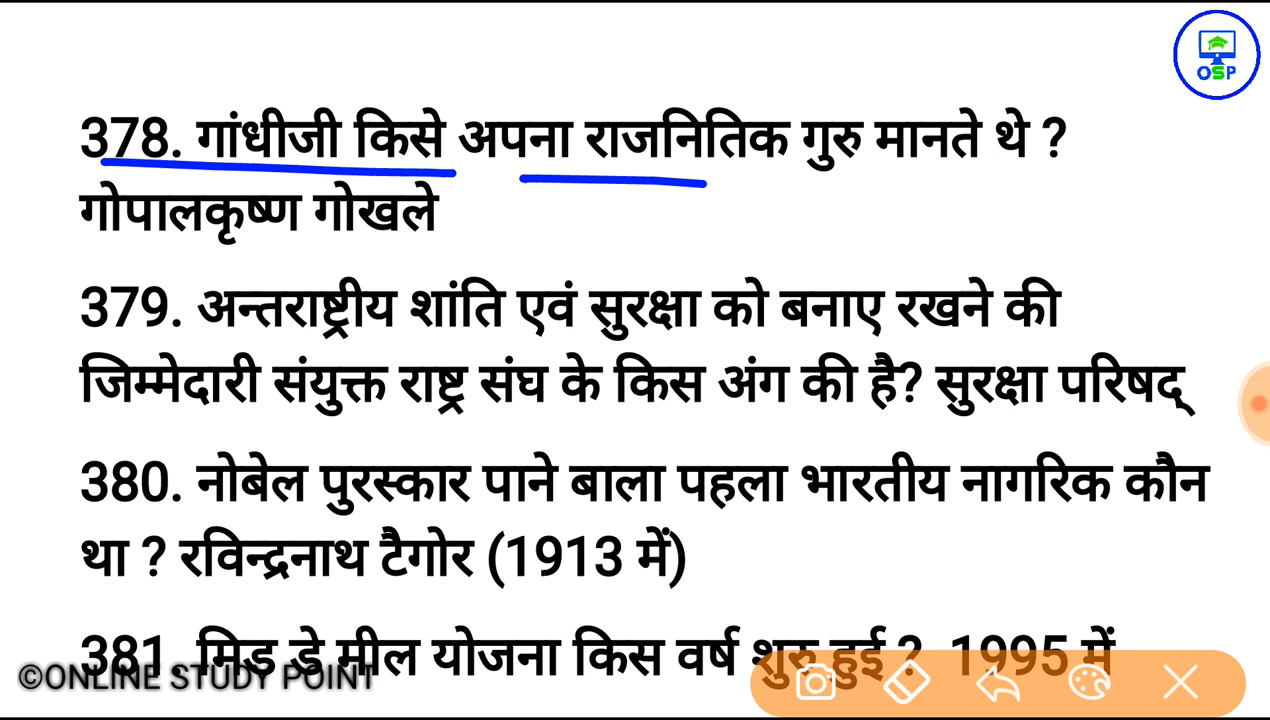 OSP
378. गांधीजी किसे अपना राजनितिक गुरु मानते थे ?
गोपालकृष्ण गोखले
379. अन्तराष्ट्रीय शांति एवं सुरक्षा को बनाए रखने की
जिम्मेदारी संयुक्त राष्ट्र संघ के किस अंग की है? सुरक्षा परिषद्
380. नोबेल पुरस्कार पाने बाला पहला भारतीय नागरिक कौन
था ? रविन्द्रनाथ टैगोर (1913 में)
381. मिड डे मील योजना किस वर्ष शुरु हुई ? 1995 में
©ONLINE STUDY POINT